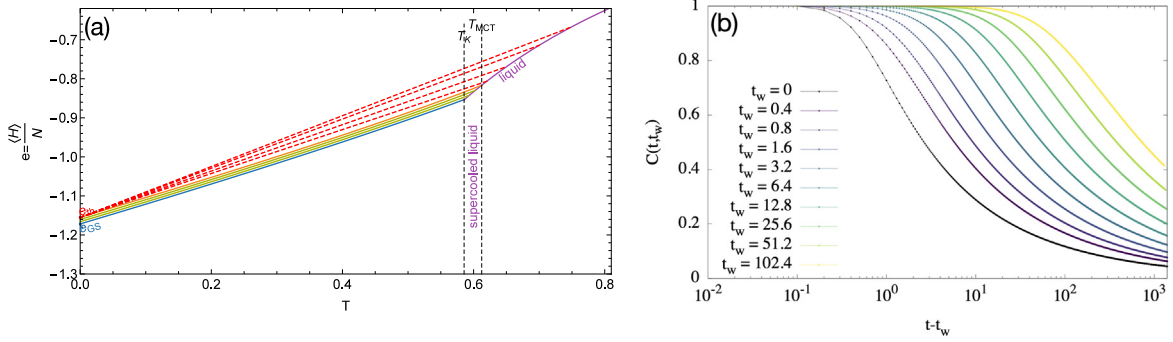 (a)
T_K
T_MCT
-0.7
-0.8
-0.9
-1.0
-1.1
-1.2
-1.3
e=⟨H⟩/N
liquid
supercooled liquid
e_GS
0.0
0.2
0.4
0.6
0.8
T
(b)
1
0.8
0.6
0.4
0.2
0
C(t,t_w)
t_w = 0
t_w = 0.4
t_w = 0.8
t_w = 1.6
t_w = 3.2
t_w = 6.4
t_w = 12.8
t_w = 25.6
t_w = 51.2
t_w = 102.4
10^-2
10^-1
10^0
10^1
10^2
10^3
t-t_w